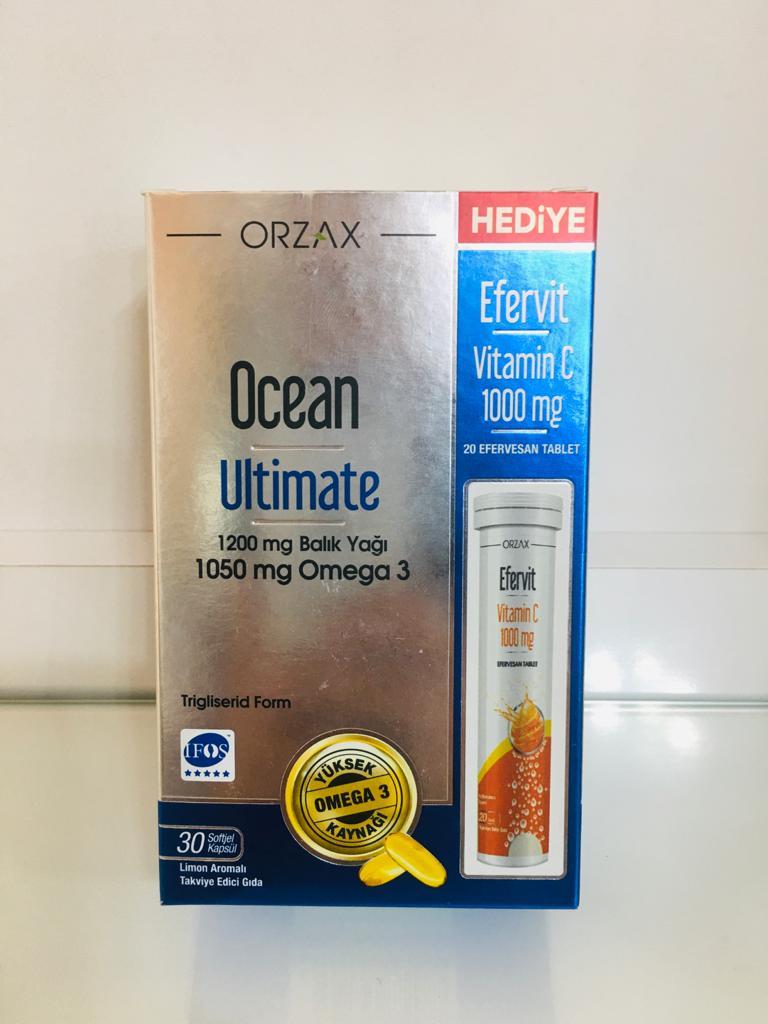 ORZAX
Ocean
Ultimate
1200 mg Balık Yağı
1050 mg Omega 3
Trigliserid Form
IFOS
YÜKSEK
OMEGA 3
KAYNAĞI
30 Softjel
Kapsül
Limon Aromalı
Takviye Edici Gıda
HEDİYE
Efervit
Vitamin C
1000 mg
20 EFERVESAN TABLET
ORZAX
Efervit
Vitamin C
1000 mg
EFERVESAN TABLET
20